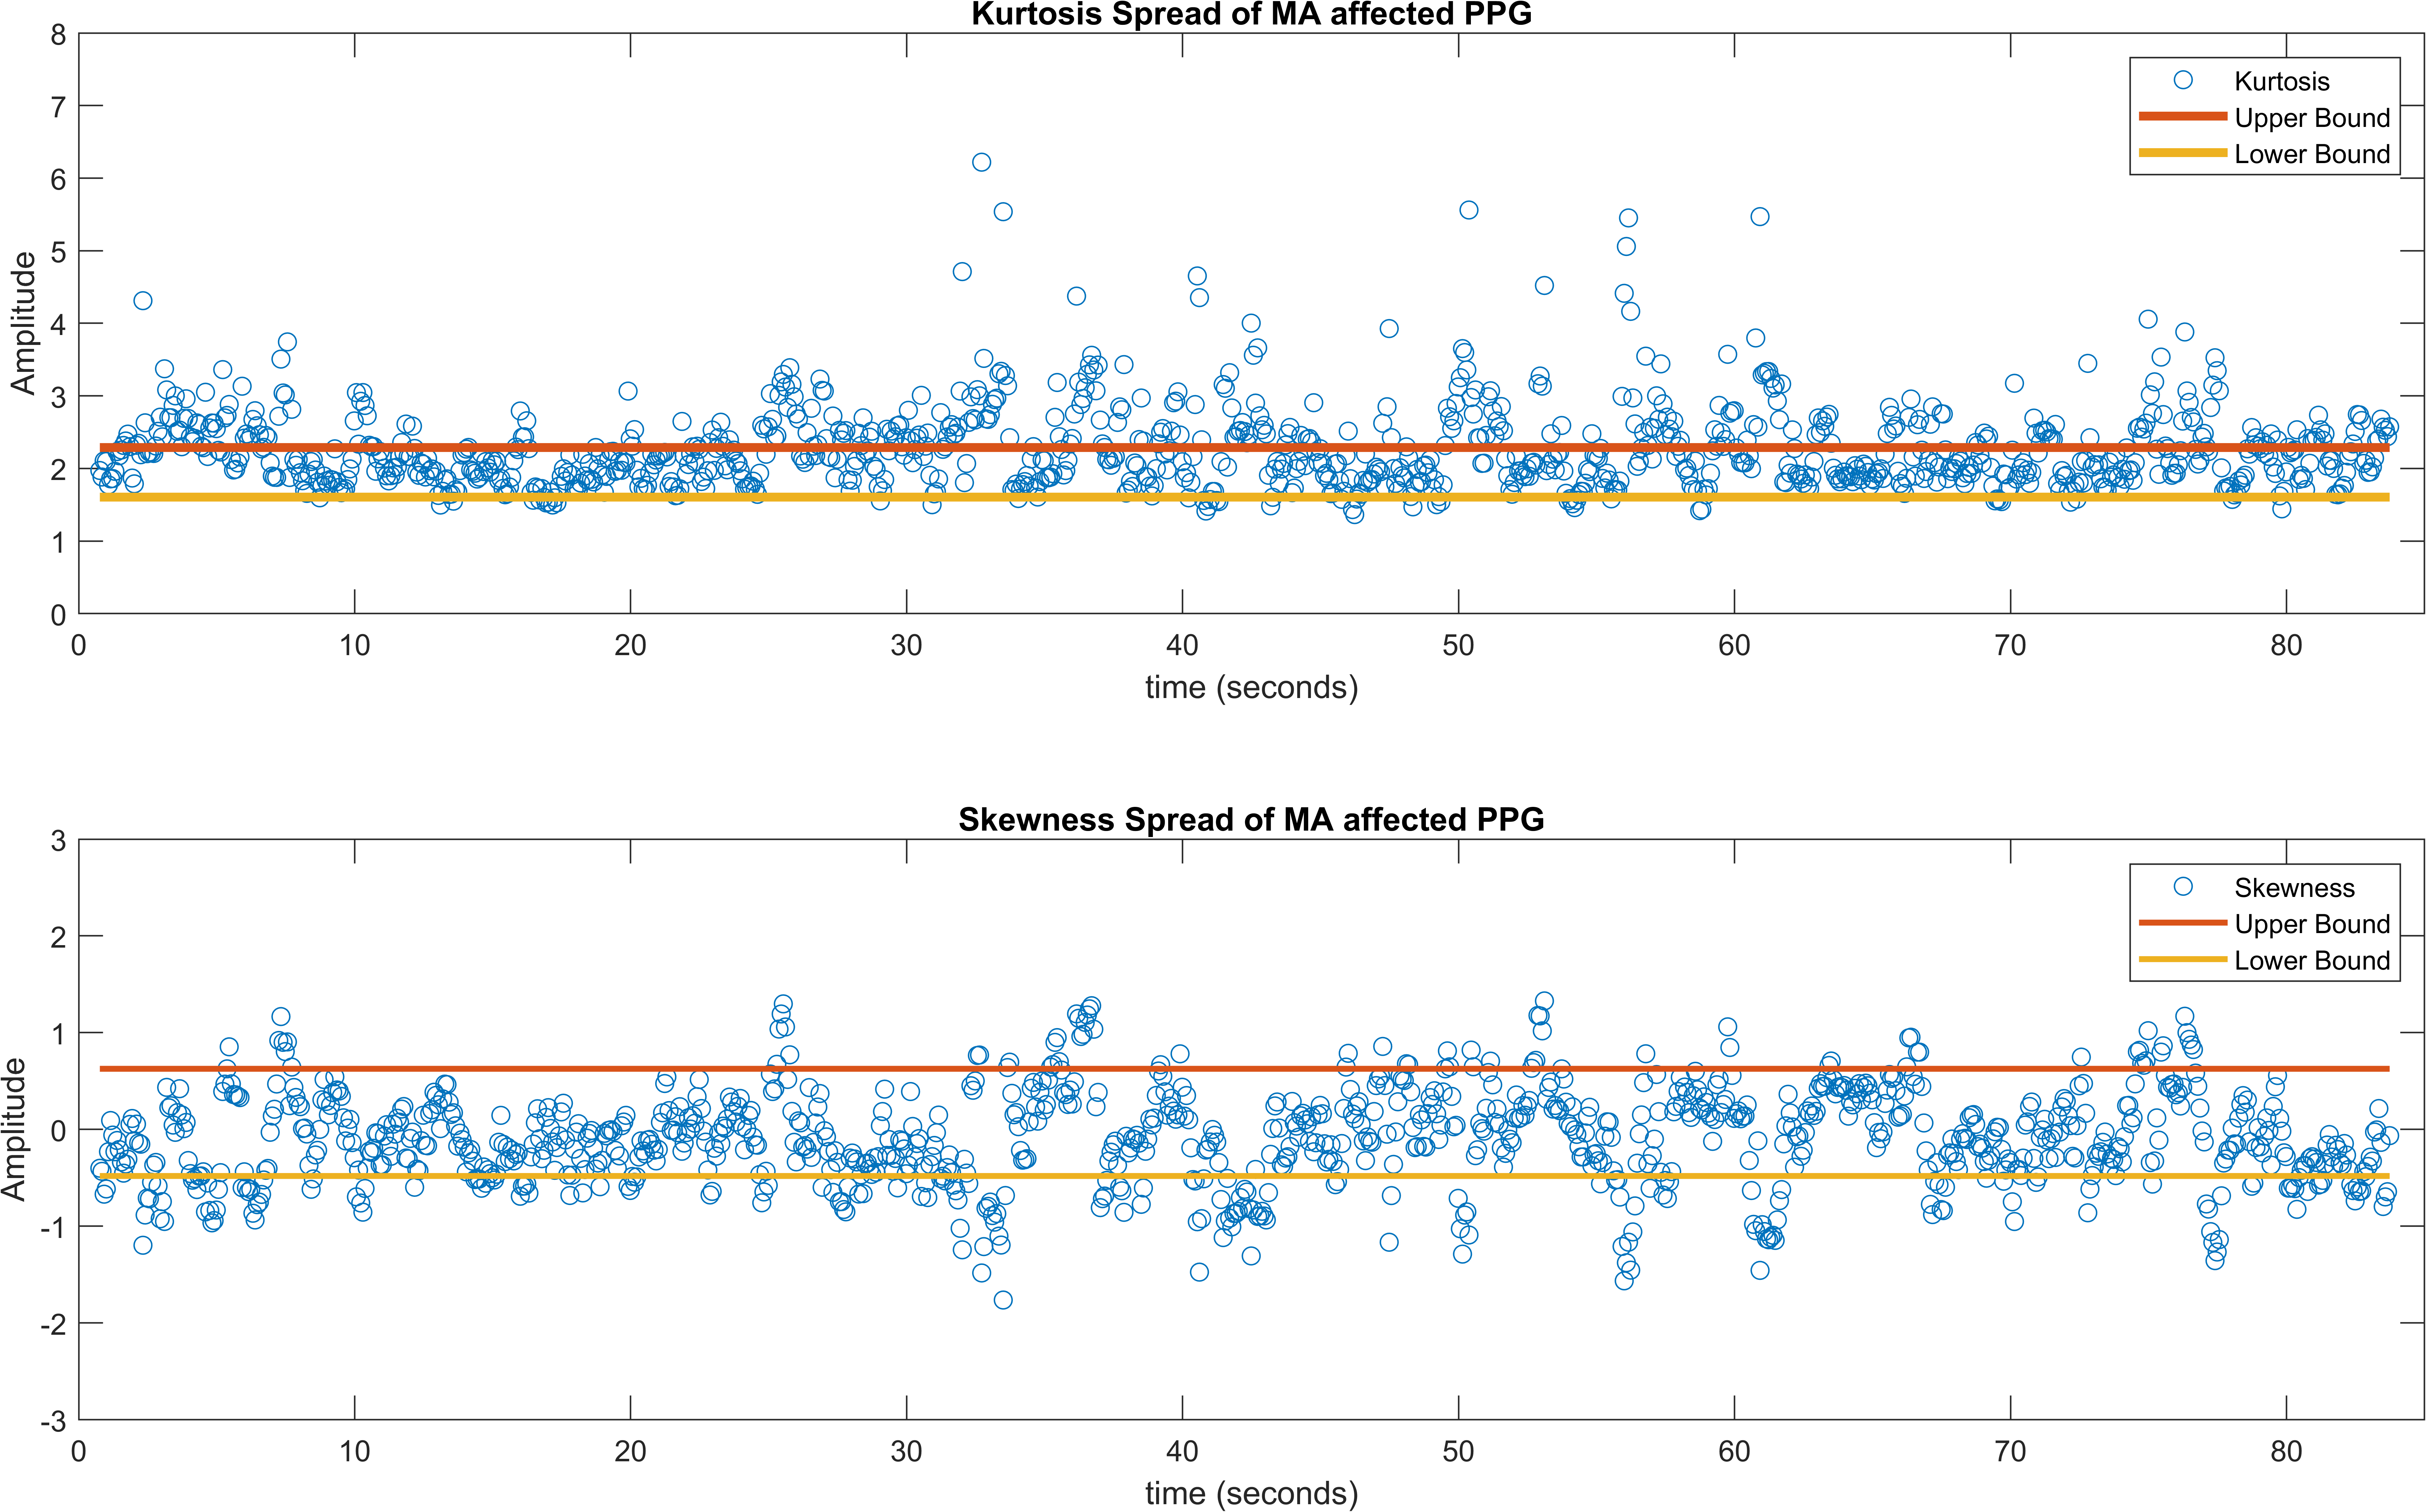 Kurtosis Spread of MA affected PPG
8
7
6
5
4
3
2
1
0
Amplitude
Kurtosis
Upper Bound
Lower Bound
0 10 20 30 40 50 60 70 80
time (seconds)
Skewness Spread of MA affected PPG
3
2
1
0
-1
-2
-3
Amplitude
Skewness
Upper Bound
Lower Bound
0 10 20 30 40 50 60 70 80
time (seconds)